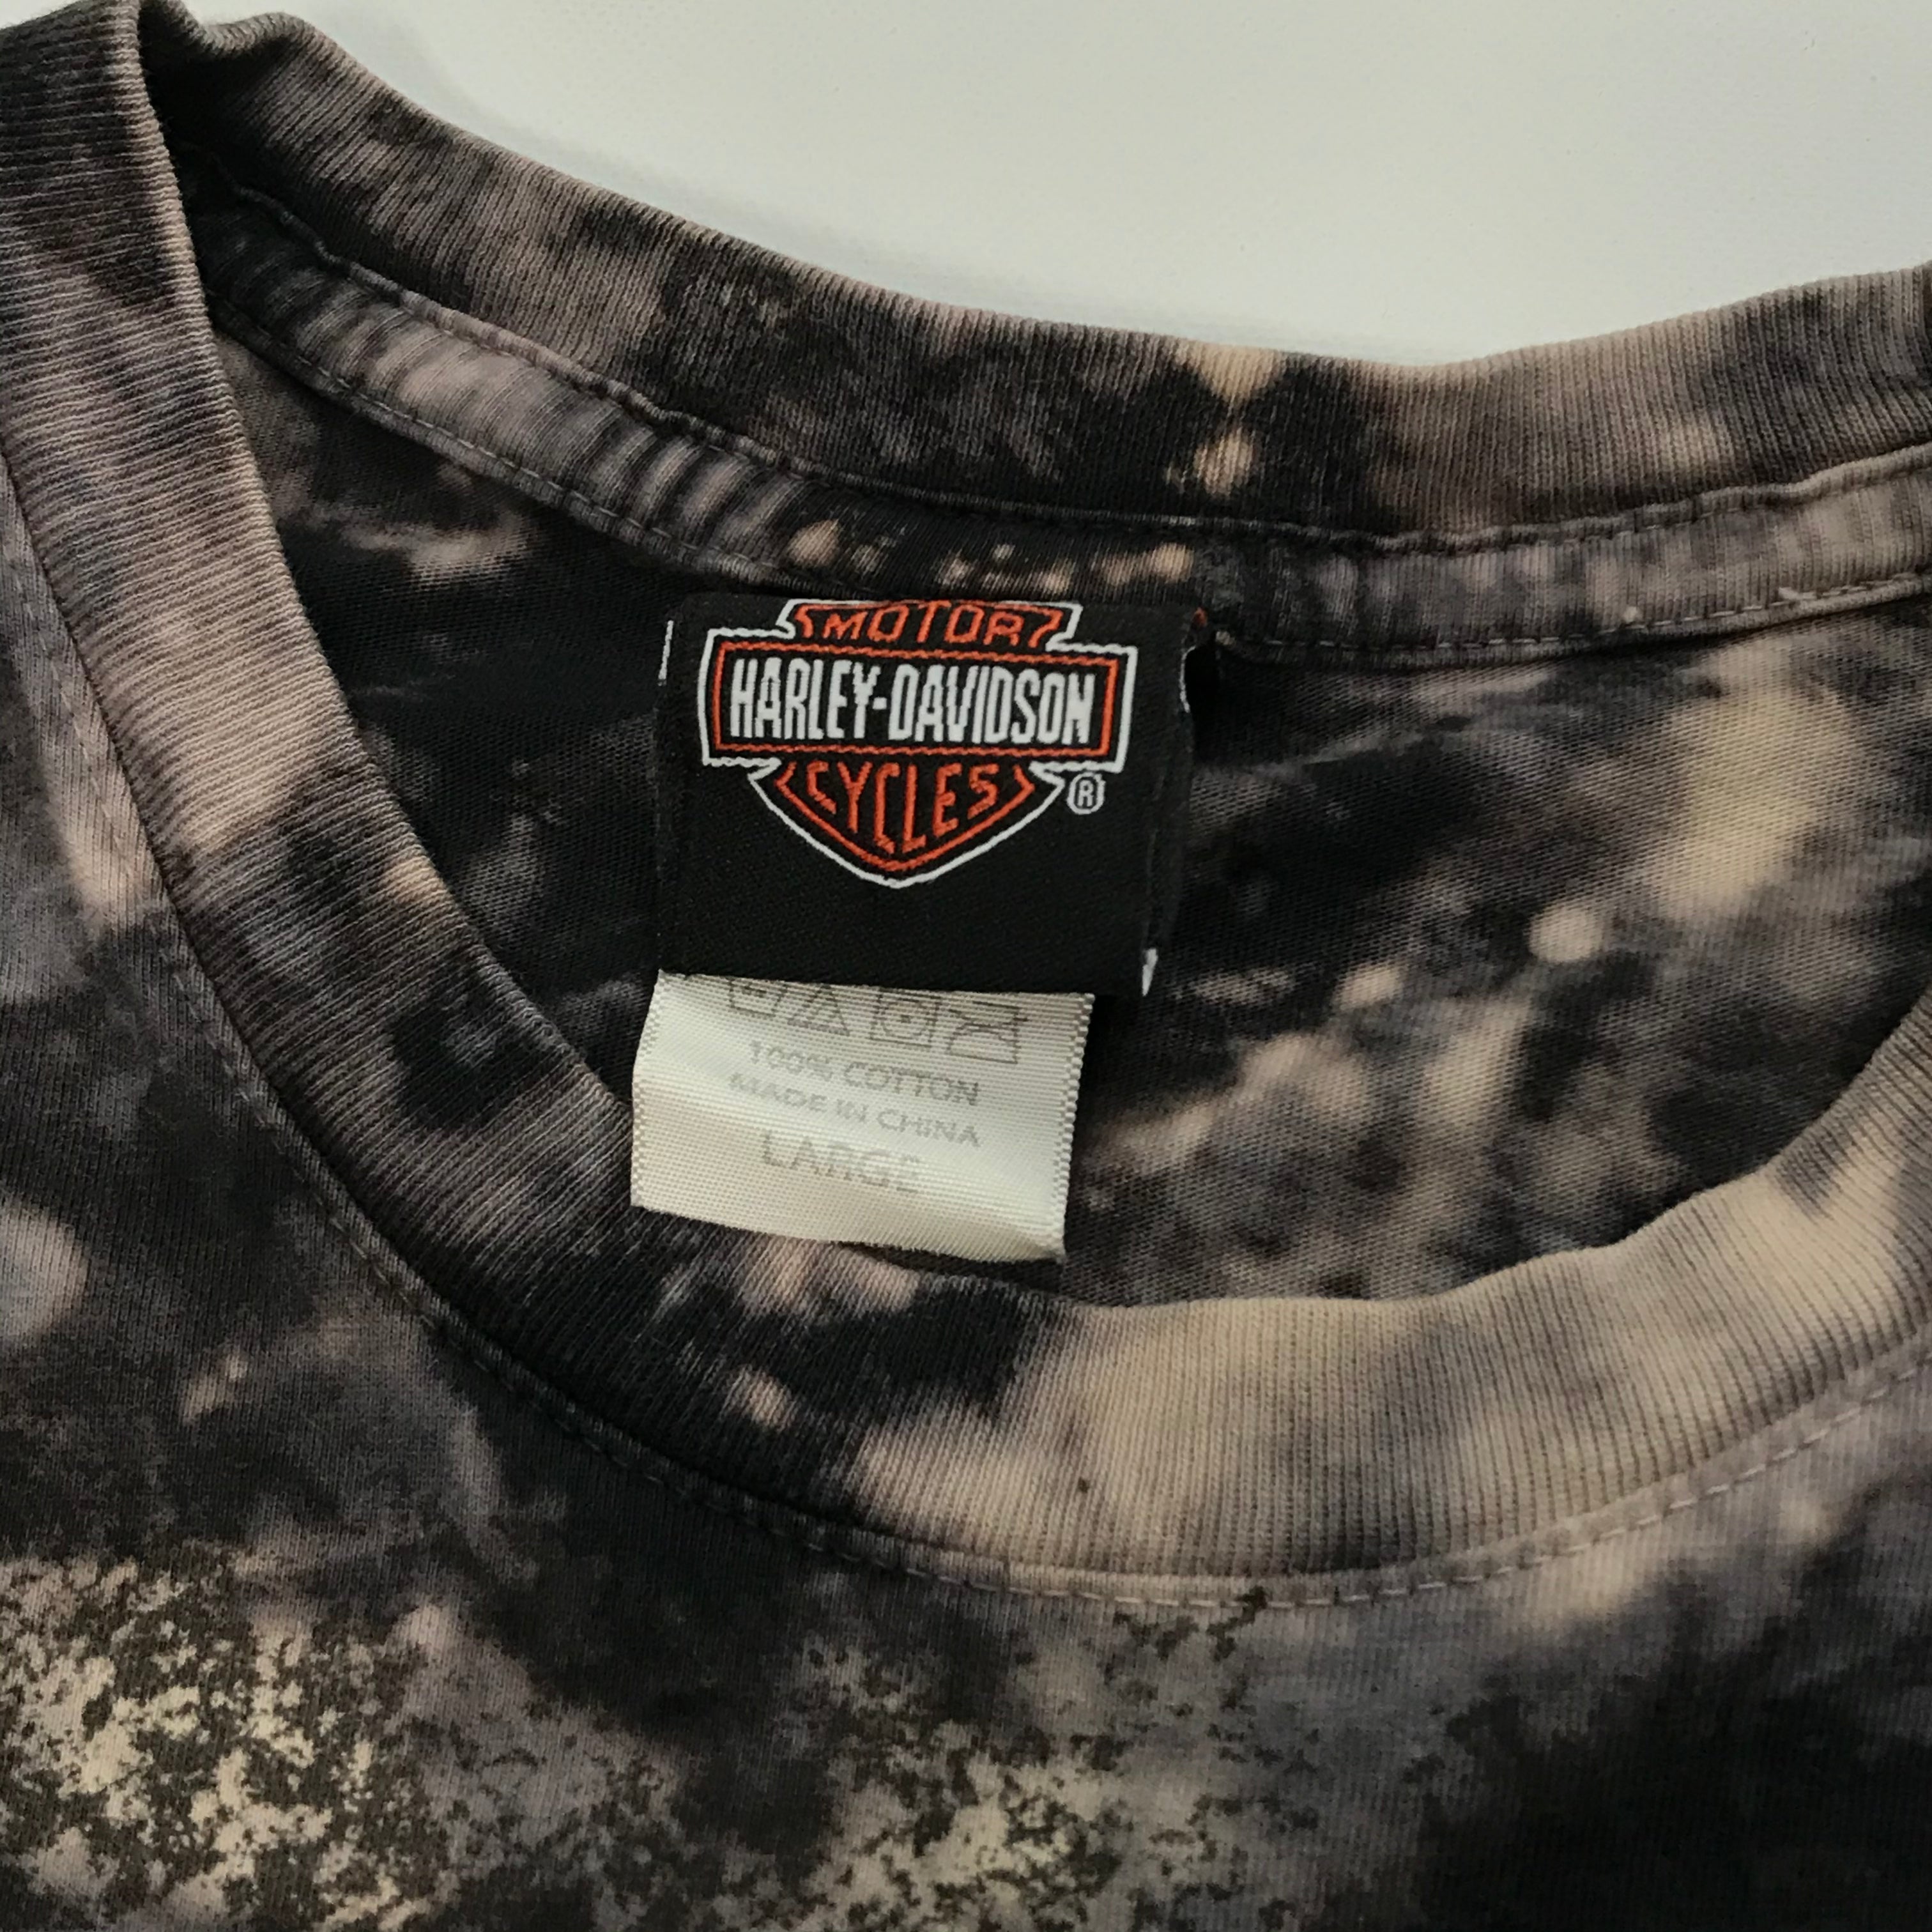 MOTOR
HARLEY-DAVIDSON
CYCLES
®
100% COTTON
MADE IN CHINA
LARGE